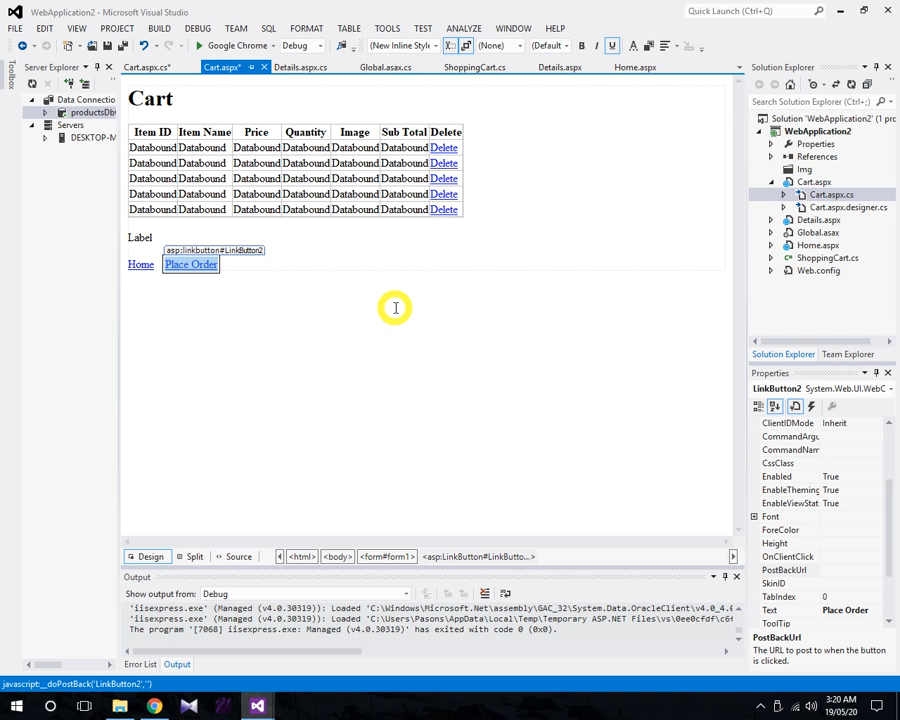 WebApplication2 - Microsoft Visual Studio
Quick Launch (Ctrl+Q)
FILE EDIT VIEW PROJECT BUILD DEBUG TEAM SQL FORMAT TABLE TOOLS TEST ANALYZE WINDOW HELP
Google Chrome Debug (New Inline Style (None) (Default B I U A
Toolbox
Server Explorer
Data Connectio
productsDb
Servers
DESKTOP-M
Cart.aspx.cs* Cart.aspx* Details.aspx.cs Global.asax.cs ShoppingCart.cs Details.aspx Home.aspx
Cart
Item ID Item Name Price Quantity Image Sub Total Delete
Databound Databound Databound Databound Databound Databound Delete
Databound Databound Databound Databound Databound Databound Delete
Databound Databound Databound Databound Databound Databound Delete
Databound Databound Databound Databound Databound Databound Delete
Databound Databound Databound Databound Databound Databound Delete
Label
asp:linkbutton#LinkButton2
Home Place Order
Design Split Source <html> <body> <form#form1> <asp:LinkButton#LinkButto...>
Output
Show output from: Debug
'iisexpress.exe' (Managed (v4.0.30319)): Loaded 'C:\Windows\Microsoft.Net\assembly\GAC_32\System.Data.OracleClient\v4.0_4.
'iisexpress.exe' (Managed (v4.0.30319)): Loaded 'C:\Users\Pasons\AppData\Local\Temp\Temporary ASP.NET Files\vs\0ee0cfdf\c6f
The program '[7068] iisexpress.exe: Managed (v4.0.30319)' has exited with code 0 (0x0).
Error List Output
Solution Explorer
Search Solution Explorer (Ctrl+;)
Solution 'WebApplication2' (1 pro
WebApplication2
Properties
References
Img
Cart.aspx
Cart.aspx.cs
Cart.aspx.designer.cs
Details.aspx
Global.asax
Home.aspx
ShoppingCart.cs
Web.config
Solution Explorer Team Explorer
Properties
LinkButton2 System.Web.UI.WebC
ClientIDMode Inherit
CommandArgu
CommandNam
CssClass
Enabled True
EnableTheming True
EnableViewStat True
Font
ForeColor
Height
OnClientClick
PostBackUrl
SkinID
TabIndex 0
Text Place Order
ToolTip
PostBackUrl
The URL to post to when the button is clicked.
javascript:__doPostBack('LinkButton2','')
3:20 AM
19/05/20